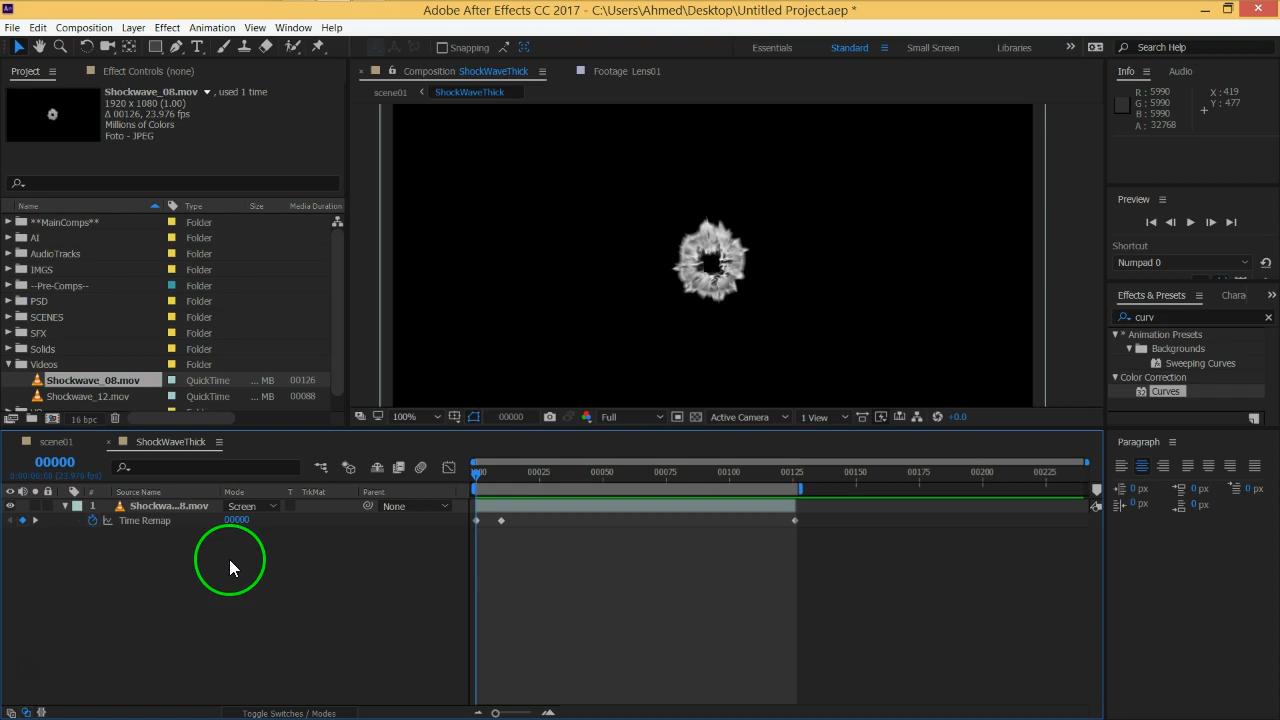 Adobe After Effects CC 2017 - C:\Users\Ahmed\Desktop\Untitled Project.aep *
File Edit Composition Layer Effect Animation View Window Help
Snapping
Essentials Standard Small Screen Libraries Search Help
Project Effect Controls (none)
Composition ShockWaveThick Footage Lens01
Info Audio
scene01 ShockWaveThick
Shockwave_08.mov , used 1 time
1920 x 1080 (1.00)
Δ 00126, 23.976 fps
Millions of Colors
Foto - JPEG
R : 5990 X : 419
G : 5990 Y : 477
B : 5990
A : 32768
Preview
Shortcut
Numpad 0
Name Type Size Media Duration
**MainComps** Folder
AI Folder
AudioTracks Folder
IMGS Folder
--Pre-Comps-- Folder
PSD Folder
SCENES Folder
SFX Folder
Solids Folder
Videos Folder
Shockwave_08.mov QuickTime ... MB 00126
Shockwave_12.mov QuickTime ... MB 00088
16 bpc
Effects & Presets Chara
curv
* Animation Presets
Backgrounds
Sweeping Curves
Color Correction
32 Curves
100% 00000 Full Active Camera 1 View +0.0
scene01 ShockWaveThick
00000
0:00:00:00 (23.976 fps)
00025 00050 00075 00100 00125 00150 00175 00200 00225
# Source Name Mode T TrkMat Parent
1 Shockwa...8.mov Screen None
Time Remap 00000
Toggle Switches / Modes
Paragraph
0 px 0 px 0 px
0 px 0 px